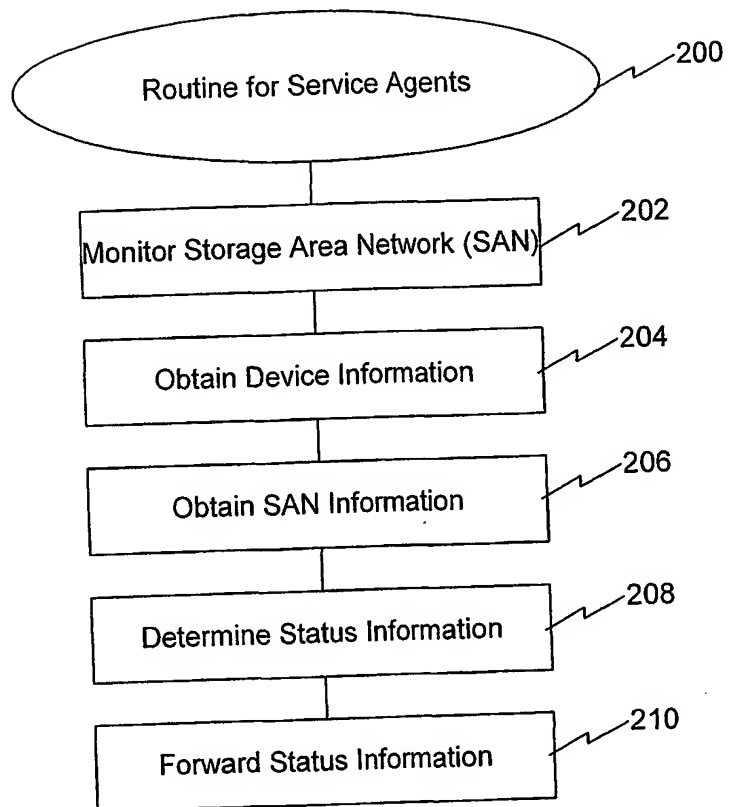 Routine for Service Agents
200
202
Monitor Storage Area Network (SAN)
204
Obtain Device Information
206
Obtain SAN Information
208
Determine Status Information
210
Forward Status Information